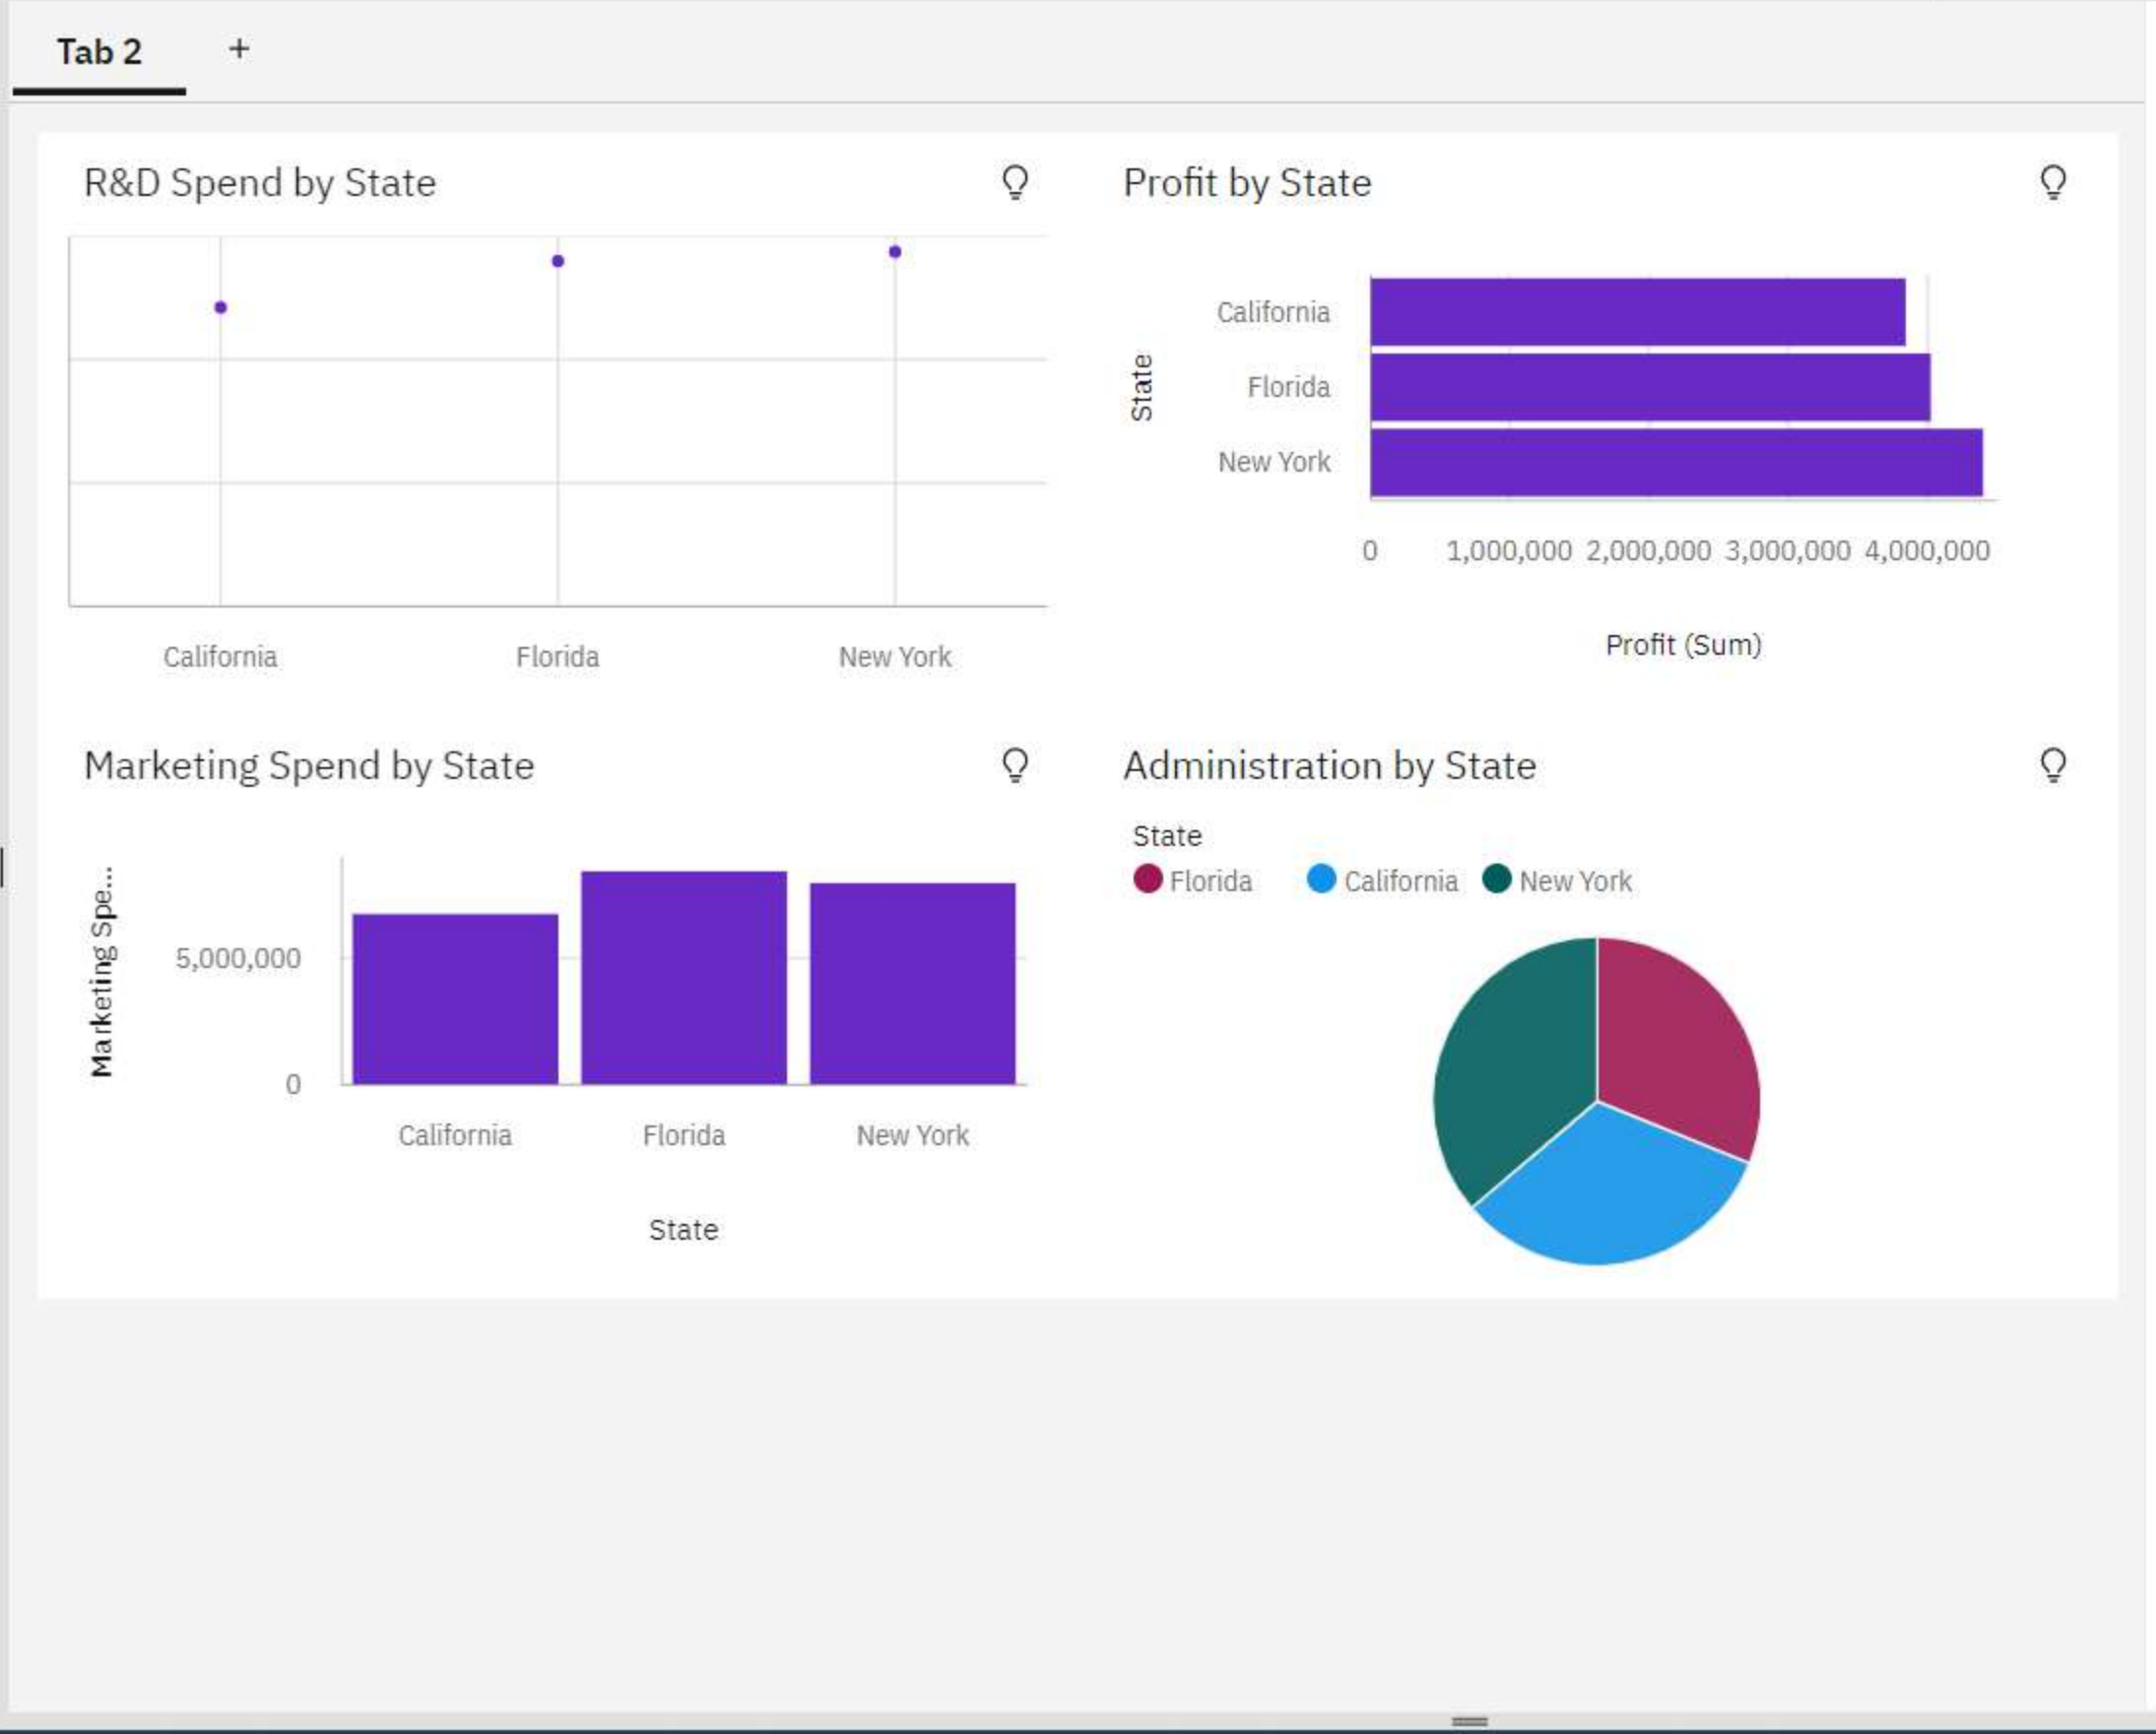 Tab 2 +
R&D Spend by State
California Florida New York
Profit by State
State
California
Florida
New York
0 1,000,000 2,000,000 3,000,000 4,000,000
Profit (Sum)
Marketing Spend by State
Marketing Spe...
5,000,000
0
California Florida New York
State
Administration by State
State
Florida California New York